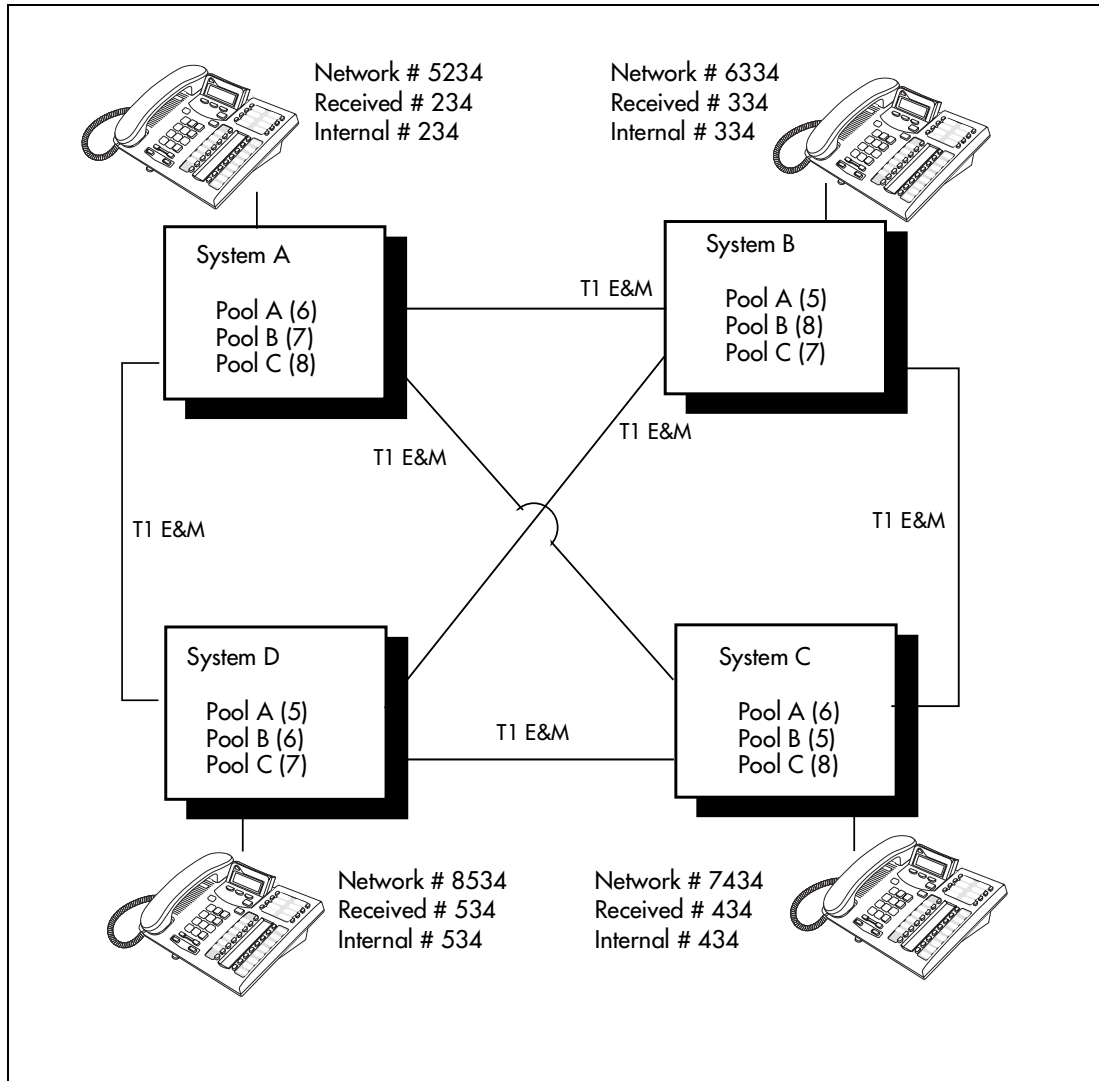 Network # 5234
Received # 234
Internal # 234
Network # 6334
Received # 334
Internal # 334
System A
Pool A (6)
Pool B (7)
Pool C (8)
T1 E&M
System B
Pool A (5)
Pool B (8)
Pool C (7)
T1 E&M
T1 E&M
T1 E&M
T1 E&M
System D
Pool A (5)
Pool B (6)
Pool C (7)
T1 E&M
System C
Pool A (6)
Pool B (5)
Pool C (8)
Network # 8534
Received # 534
Internal # 534
Network # 7434
Received # 434
Internal # 434